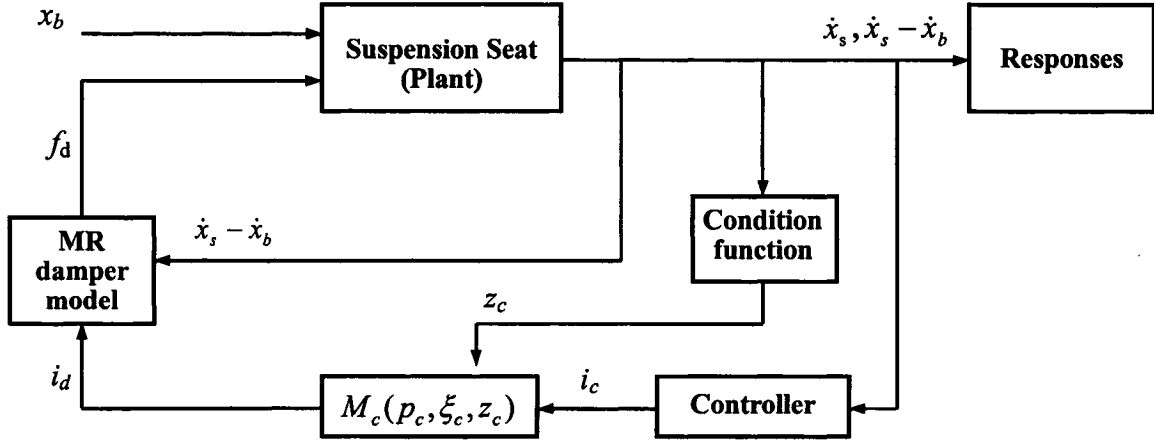 x_b
Suspension Seat
(Plant)
ẋ_s, ẋ_s − ẋ_b
Responses
f_d
MR
damper
model
ẋ_s − ẋ_b
Condition
function
z_c
i_d
M_c(p_c, ξ_c, z_c)
i_c
Controller